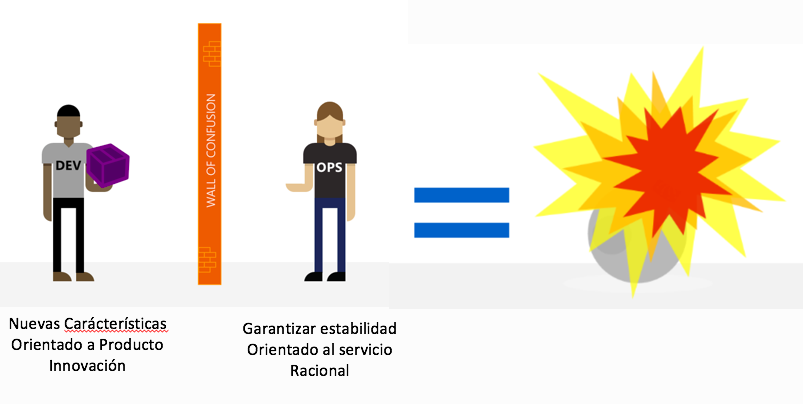 DEV
WALL OF CONFUSION
OPS
Nuevas Carácterísticas
Orientado a Producto
Innovación
Garantizar estabilidad
Orientado al servicio
Racional